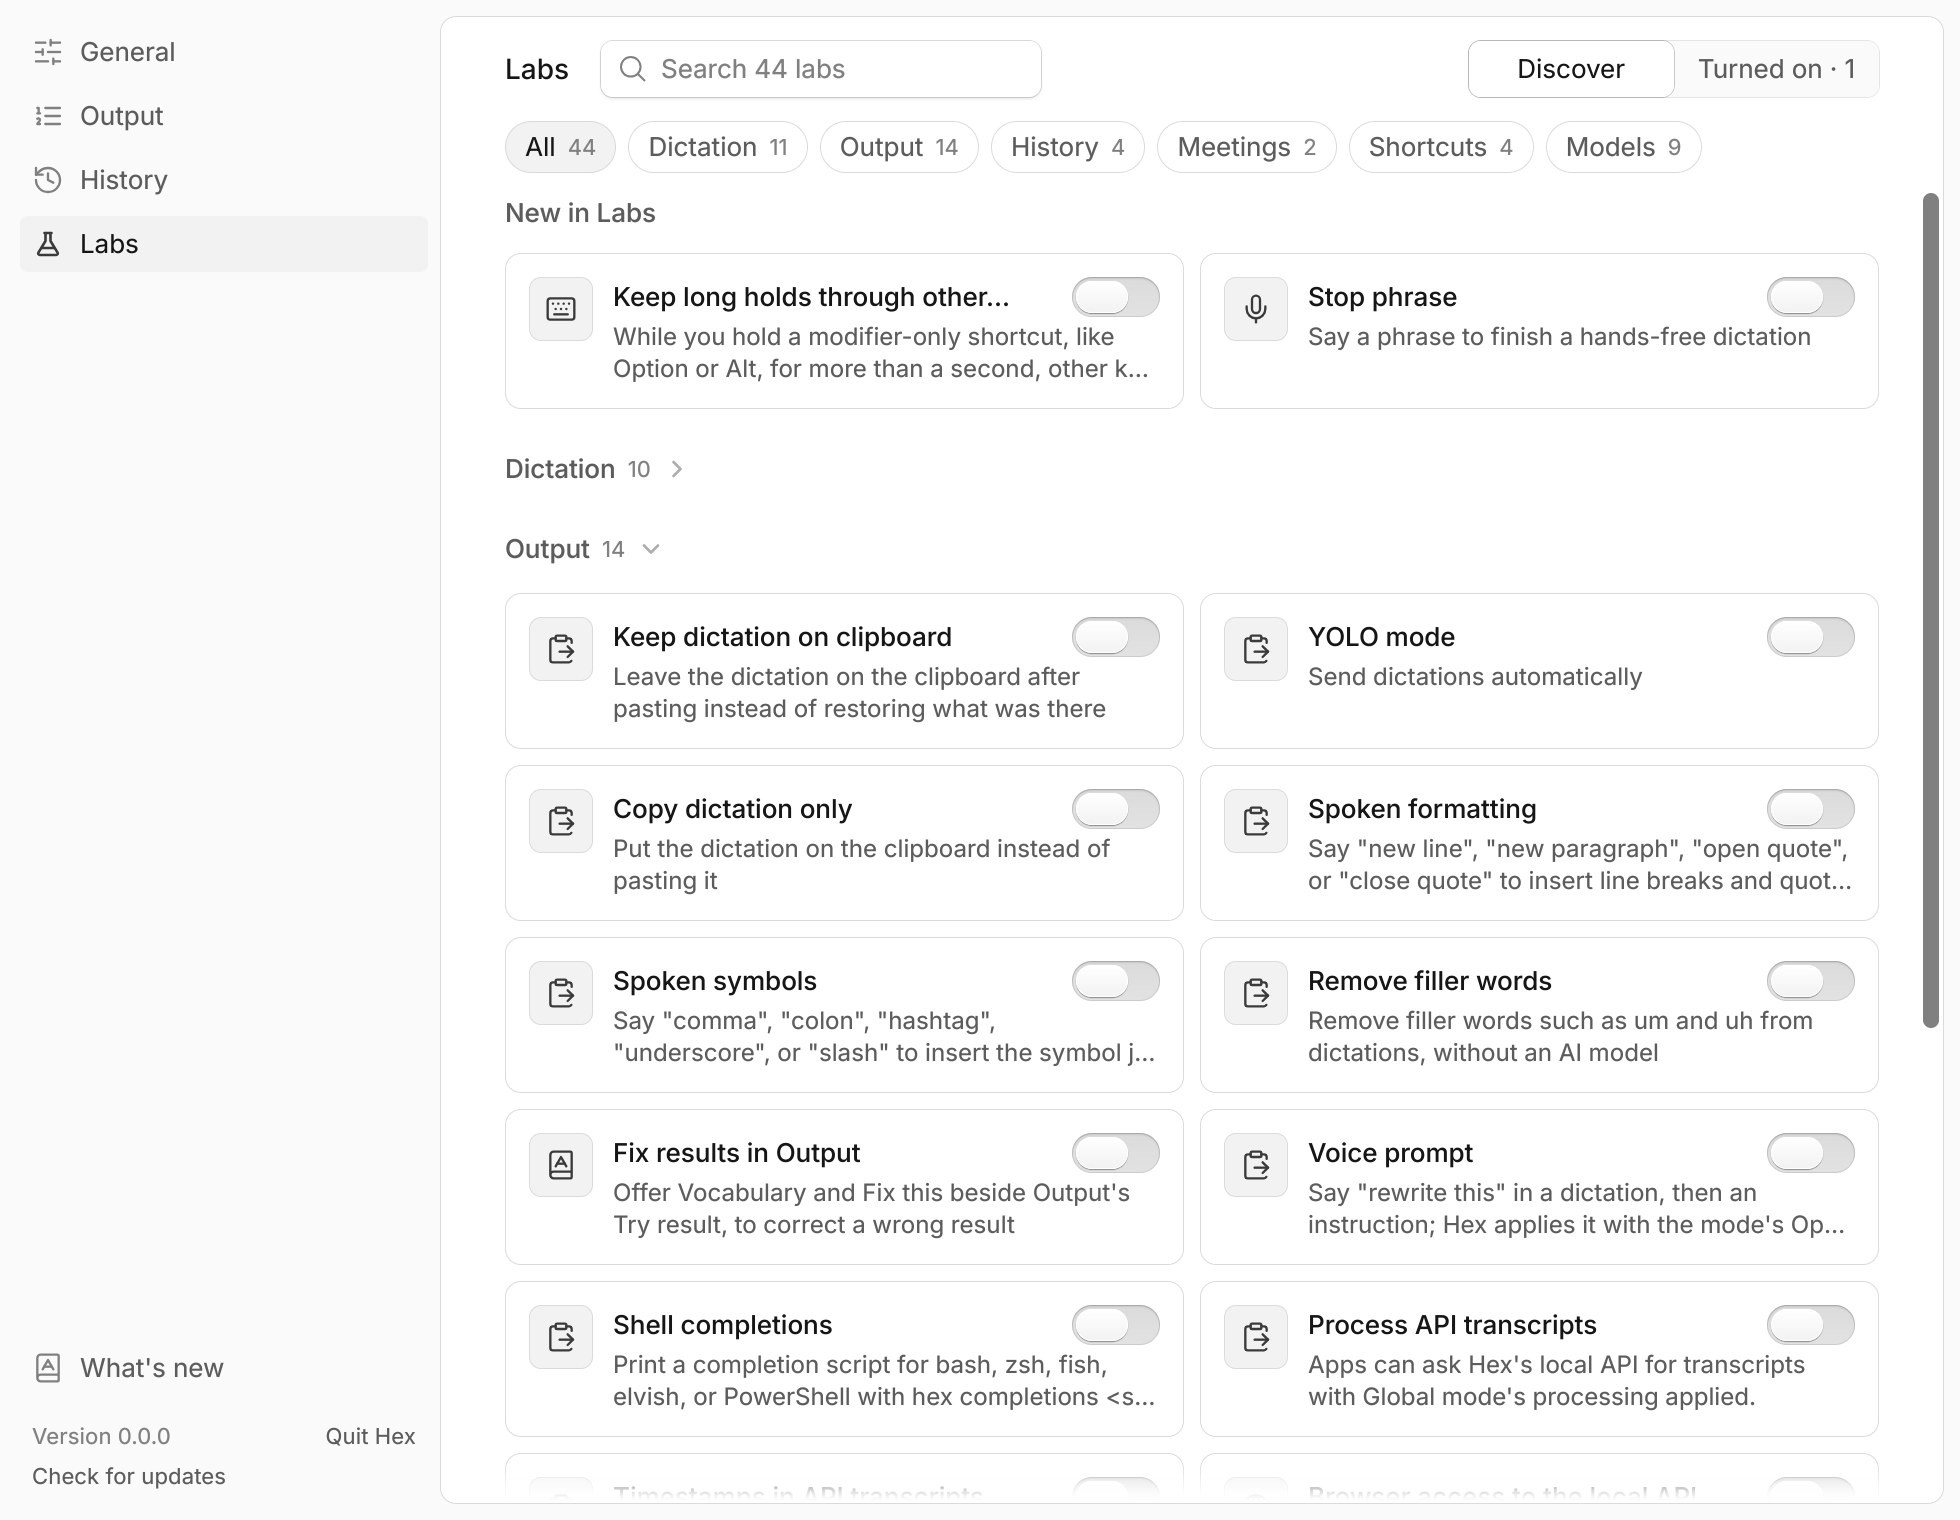 General
Output
History
Labs
What's new
Version 0.0.0
Quit Hex
Check for updates
Labs
Search 44 labs
Discover
Turned on · 1
All 44
Dictation 11
Output 14
History 4
Meetings 2
Shortcuts 4
Models 9
New in Labs
Keep long holds through other...
While you hold a modifier-only shortcut, like
Option or Alt, for more than a second, other k...
Stop phrase
Say a phrase to finish a hands-free dictation
Dictation 10
Output 14
Keep dictation on clipboard
Leave the dictation on the clipboard after
pasting instead of restoring what was there
YOLO mode
Send dictations automatically
Copy dictation only
Put the dictation on the clipboard instead of
pasting it
Spoken formatting
Say "new line", "new paragraph", "open quote",
or "close quote" to insert line breaks and quot...
Spoken symbols
Say "comma", "colon", "hashtag",
"underscore", or "slash" to insert the symbol j...
Remove filler words
Remove filler words such as um and uh from
dictations, without an AI model
Fix results in Output
Offer Vocabulary and Fix this beside Output's
Try result, to correct a wrong result
Voice prompt
Say "rewrite this" in a dictation, then an
instruction; Hex applies it with the mode's Op...
Shell completions
Print a completion script for bash, zsh, fish,
elvish, or PowerShell with hex completions <s...
Process API transcripts
Apps can ask Hex's local API for transcripts
with Global mode's processing applied.
Timestamps in API transcripts
Browser access to the local API